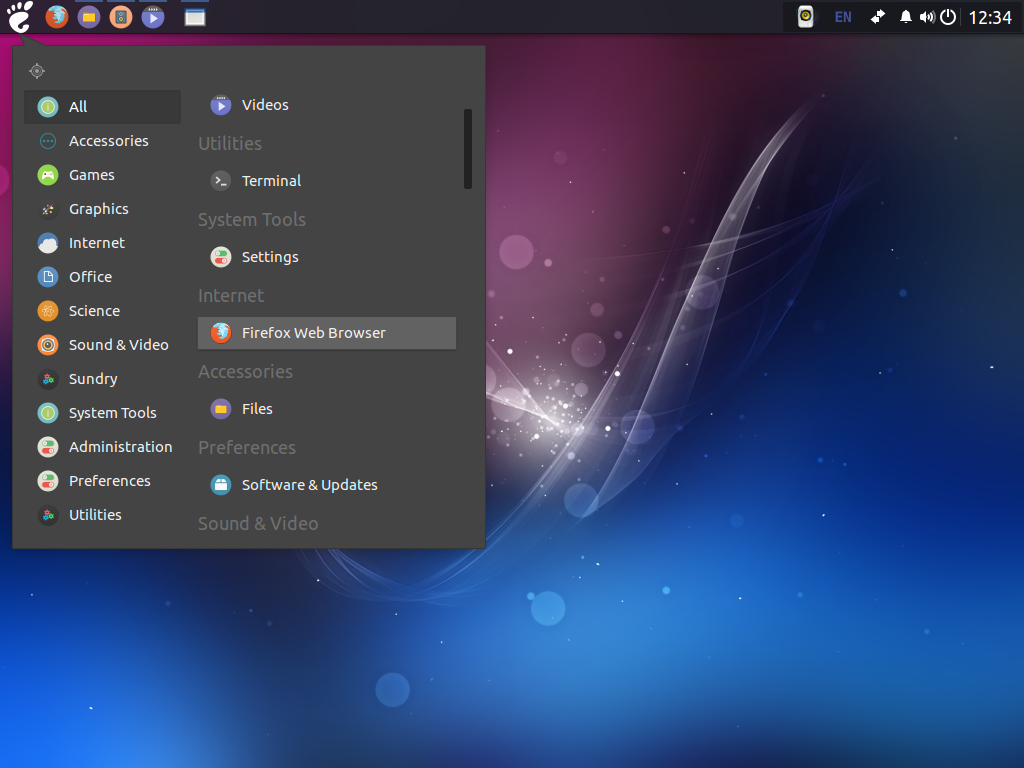 EN
12:34
All
Accessories
Games
Graphics
Internet
Office
Science
Sound & Video
Sundry
System Tools
Administration
Preferences
Utilities
Videos
Utilities
Terminal
System Tools
Settings
Internet
Firefox Web Browser
Accessories
Files
Preferences
Software & Updates
Sound & Video